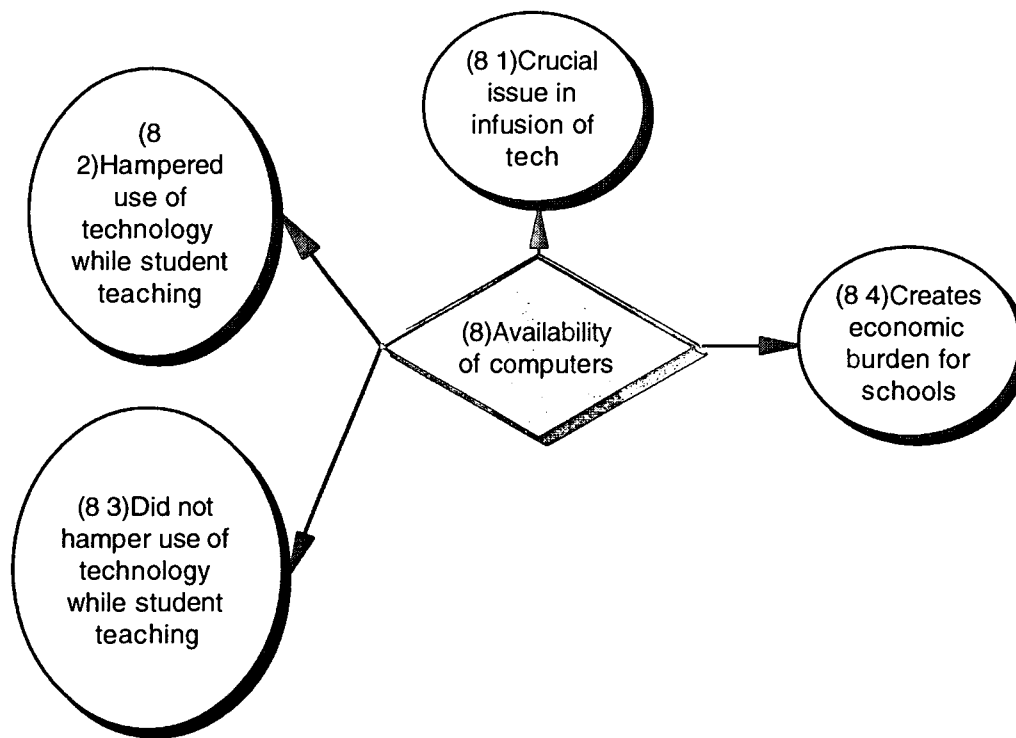 (8 1)Crucial
issue in
infusion of
tech
(8
2)Hampered
use of
technology
while student
teaching
(8)Availability
of computers
(8 4)Creates
economic
burden for
schools
(8 3)Did not
hamper use of
technology
while student
teaching